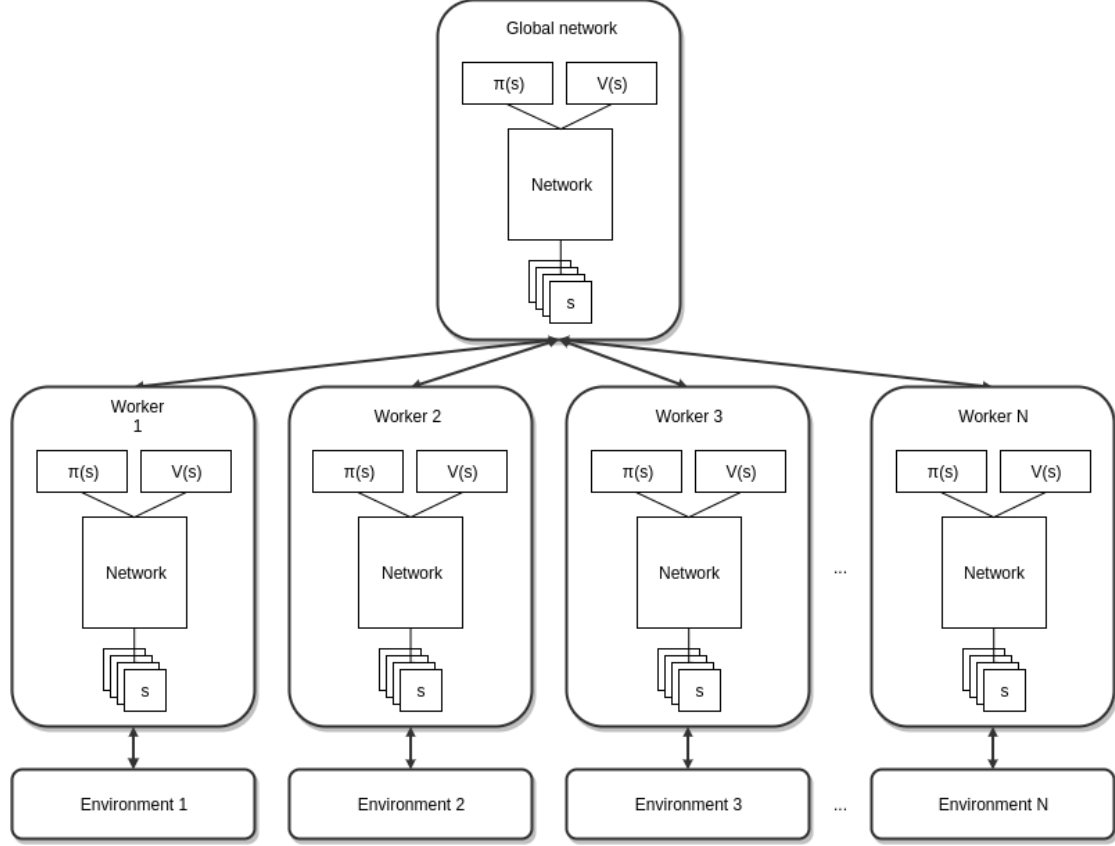 Global network
π(s)
V(s)
Network
s
Worker
1
π(s)
V(s)
Network
s
Worker 2
π(s)
V(s)
Network
s
Worker 3
π(s)
V(s)
Network
s
...
Worker N
π(s)
V(s)
Network
s
Environment 1
Environment 2
Environment 3
...
Environment N